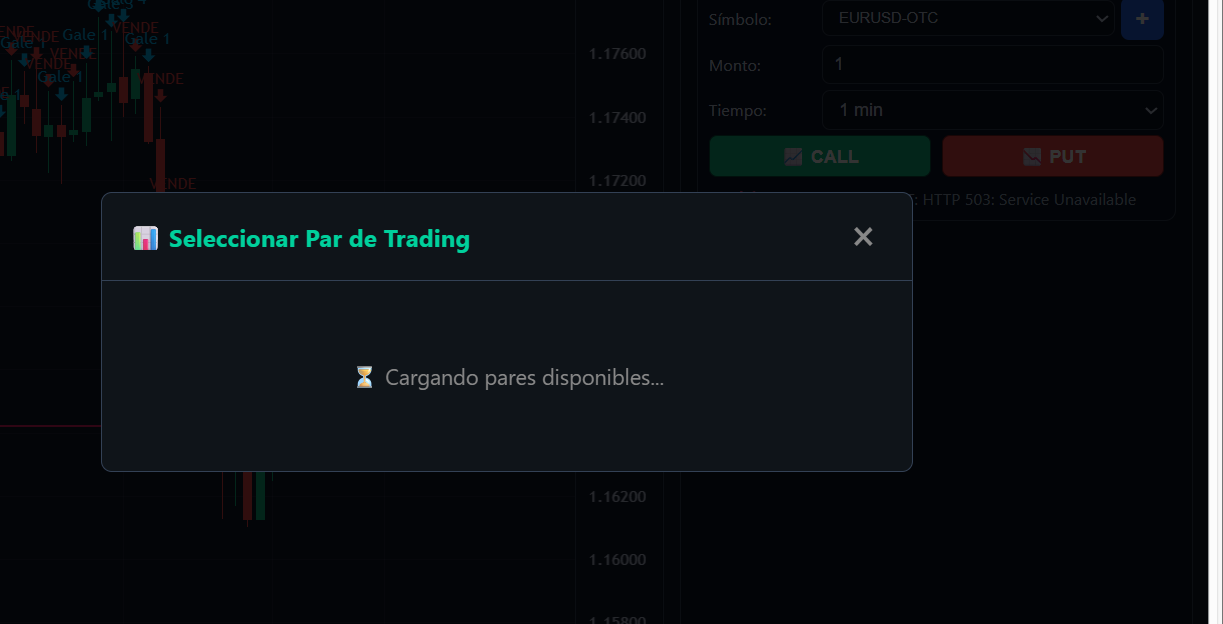 Gale 3
VENDE
VENDE
Gale 1
Gale 1
Gale 1
VENDE
VENDE
Gale 1
VENDE
VENDE
1.17600
1.17400
1.17200
1.16200
1.16000
1.15800
Símbolo:
EURUSD-OTC
+
Monto:
1
Tiempo:
1 min
CALL
PUT
HTTP 503: Service Unavailable
Seleccionar Par de Trading
×
Cargando pares disponibles...